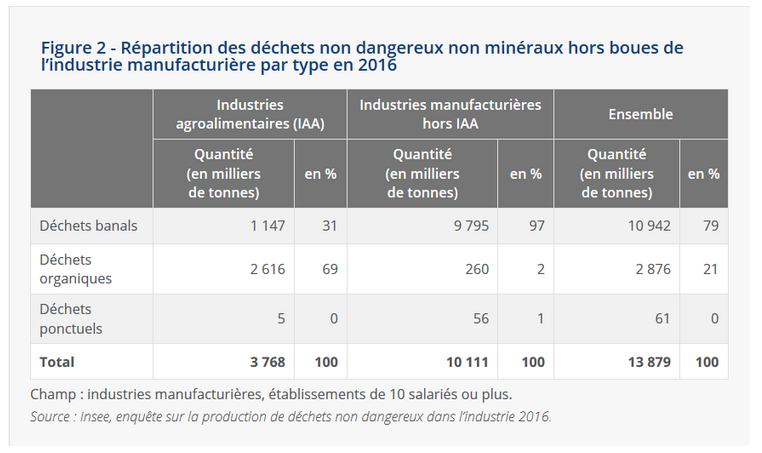 Figure 2 - Répartition des déchets non dangereux non minéraux hors boues de
l’industrie manufacturière par type en 2016
Industries
agroalimentaires (IAA)
Industries manufacturières
hors IAA
Ensemble
Quantité
(en milliers
de tonnes)
en %
Quantité
(en milliers
de tonnes)
en %
Quantité
(en milliers
de tonnes)
en %
Déchets banals 1 147 31 9 795 97 10 942 79
Déchets
organiques 2 616 69 260 2 2 876 21
Déchets
ponctuels 5 0 56 1 61 0
Total 3 768 100 10 111 100 13 879 100
Champ : industries manufacturières, établissements de 10 salariés ou plus.
Source : Insee, enquête sur la production de déchets non dangereux dans l’industrie 2016.